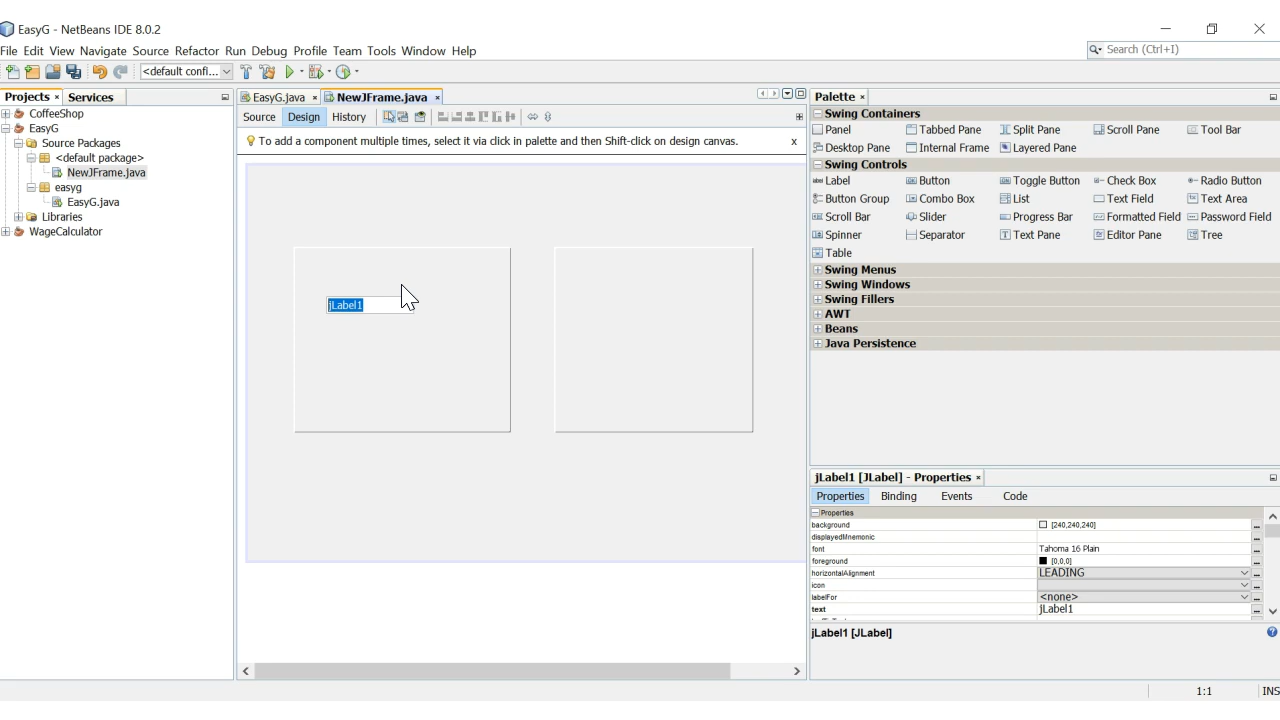 EasyG - NetBeans IDE 8.0.2
File Edit View Navigate Source Refactor Run Debug Profile Team Tools Window Help
Search (Ctrl+I)
<default confl...
Projects × Services
CoffeeShop
EasyG
Source Packages
<default package>
NewJFrame.java
easyg
EasyG.java
Libraries
WageCalculator
EasyG.java × NewJFrame.java ×
Source Design History
To add a component multiple times, select it via click in palette and then Shift-click on design canvas. x
jLabel1
Palette ×
Swing Containers
Panel Tabbed Pane Split Pane Scroll Pane Tool Bar
Desktop Pane Internal Frame Layered Pane
Swing Controls
Label Button Toggle Button Check Box Radio Button
Button Group Combo Box List Text Field Text Area
Scroll Bar Slider Progress Bar Formatted Field Password Field
Spinner Separator Text Pane Editor Pane Tree
Table
Swing Menus
Swing Windows
Swing Fillers
AWT
Beans
Java Persistence
jLabel1 [JLabel] - Properties ×
Properties Binding Events Code
Properties
background [240,240,240]
displayedMnemonic
font Tahoma 16 Plain
foreground [0,0,0]
horizontalAlignment LEADING
icon
labelFor <none>
text jLabel1
jLabel1 [JLabel]
1:1 INS